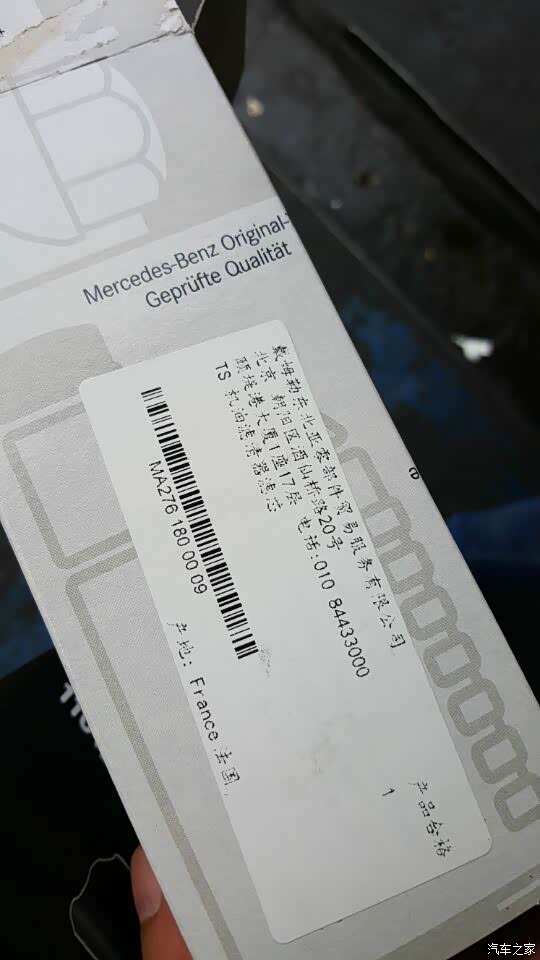 Mercedes-Benz Original-
Geprüfte Qualität
戴姆勒东北亚零部件贸易服务有限公司
北京 朝阳区酒仙桥路20号
颐堤港大厦1座17层 电话:010 84433000
TS 机油滤清器滤芯
MA276 180 00 09
产地: France 法国,
产品合格
1
汽车之家